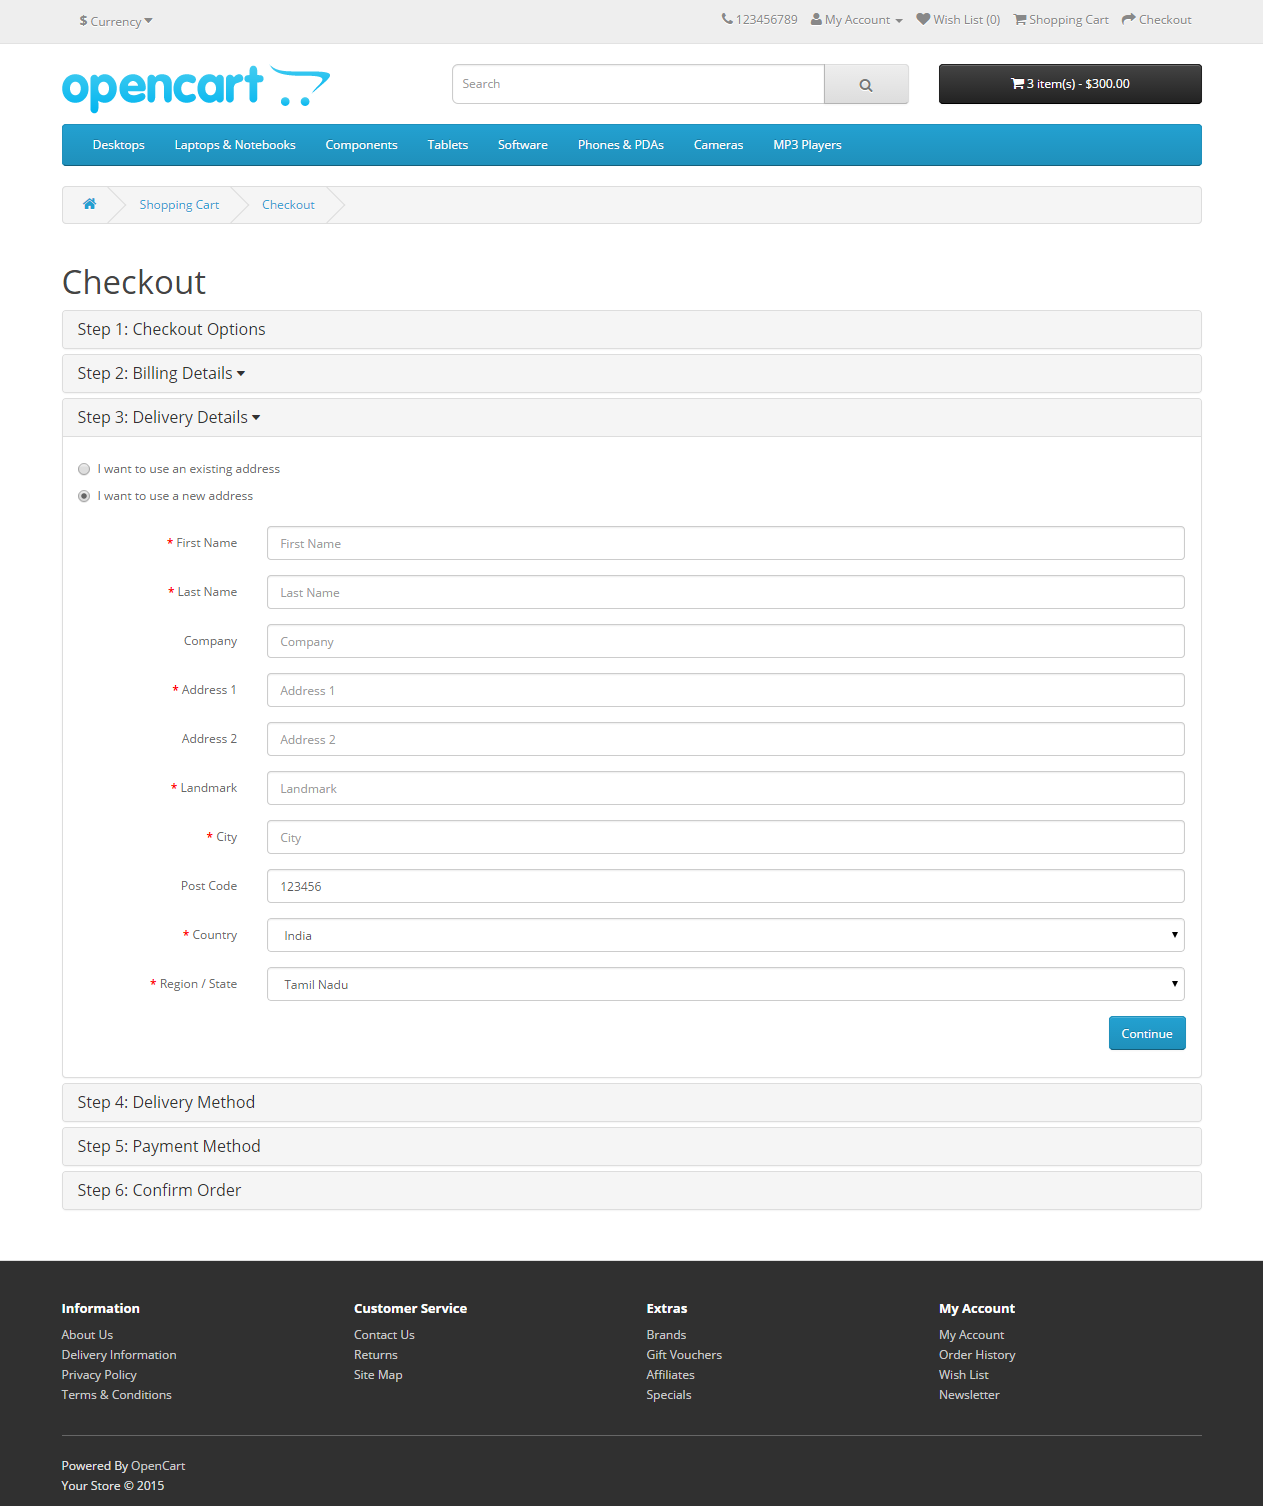 $ Currency
123456789 My Account Wish List (0) Shopping Cart Checkout
opencart
Search
3 item(s) - $300.00
Desktops Laptops & Notebooks Components Tablets Software Phones & PDAs Cameras MP3 Players
Shopping Cart Checkout
Checkout
Step 1: Checkout Options
Step 2: Billing Details
Step 3: Delivery Details
I want to use an existing address
I want to use a new address
* First Name First Name
* Last Name Last Name
Company Company
* Address 1 Address 1
Address 2 Address 2
* Landmark Landmark
* City City
Post Code 123456
* Country India
* Region / State Tamil Nadu
Continue
Step 4: Delivery Method
Step 5: Payment Method
Step 6: Confirm Order
Information
About Us
Delivery Information
Privacy Policy
Terms & Conditions
Customer Service
Contact Us
Returns
Site Map
Extras
Brands
Gift Vouchers
Affiliates
Specials
My Account
My Account
Order History
Wish List
Newsletter
Powered By OpenCart
Your Store © 2015